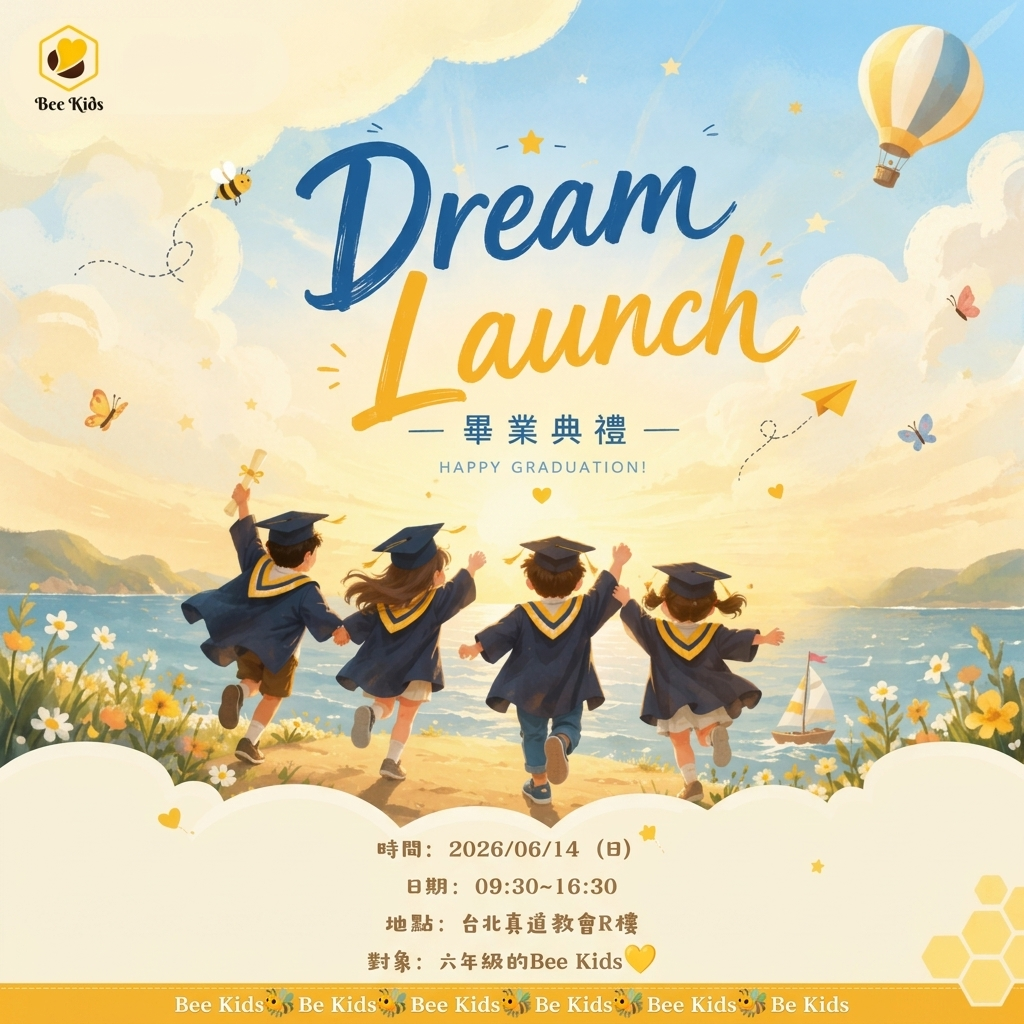 Bee Kids
Dream
Launch
畢業典禮
HAPPY GRADUATION!
時間：2026/06/14（日）
日期：09:30~16:30
地點：台北真道教會R樓
對象：六年級的Bee Kids💛
Bee Kids🐝Be Kids🐝Bee Kids🐝Be Kids🐝Bee Kids🐝Be Kids